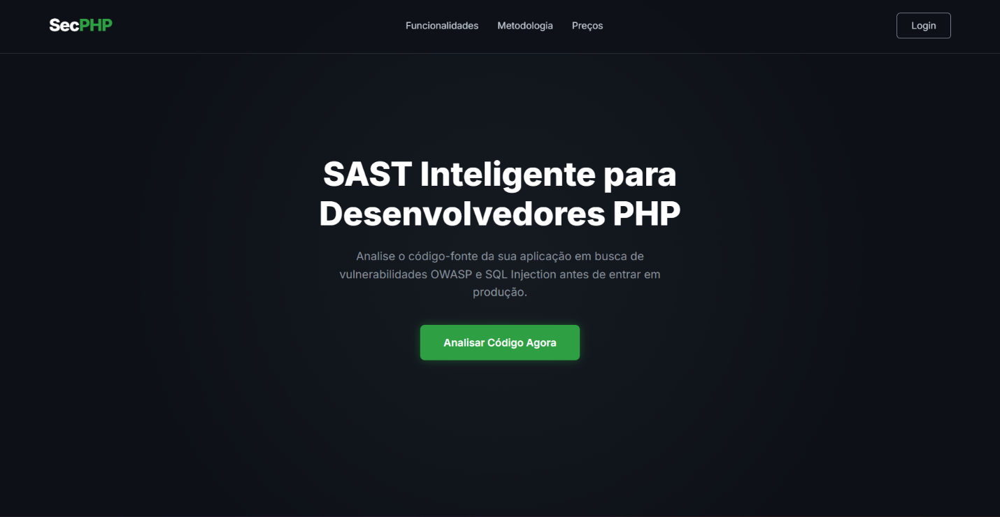 SecPHP
Funcionalidades Metodologia Preços
Login
SAST Inteligente para
Desenvolvedores PHP
Analise o código-fonte da sua aplicação em busca de
vulnerabilidades OWASP e SQL Injection antes de entrar em
produção.
Analisar Código Agora